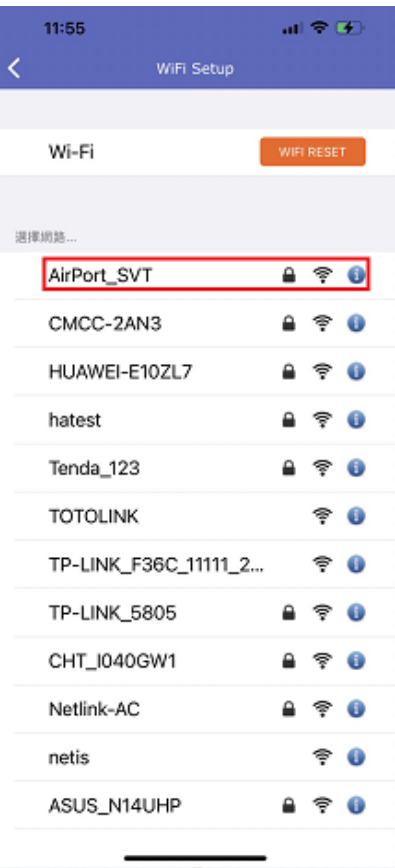 11:55
WiFi Setup
Wi-Fi
WIFI RESET
選擇網路...
AirPort_SVT
CMCC-2AN3
HUAWEI-E10ZL7
hatest
Tenda_123
TOTOLINK
TP-LINK_F36C_11111_2...
TP-LINK_5805
CHT_I040GW1
Netlink-AC
netis
ASUS_N14UHP